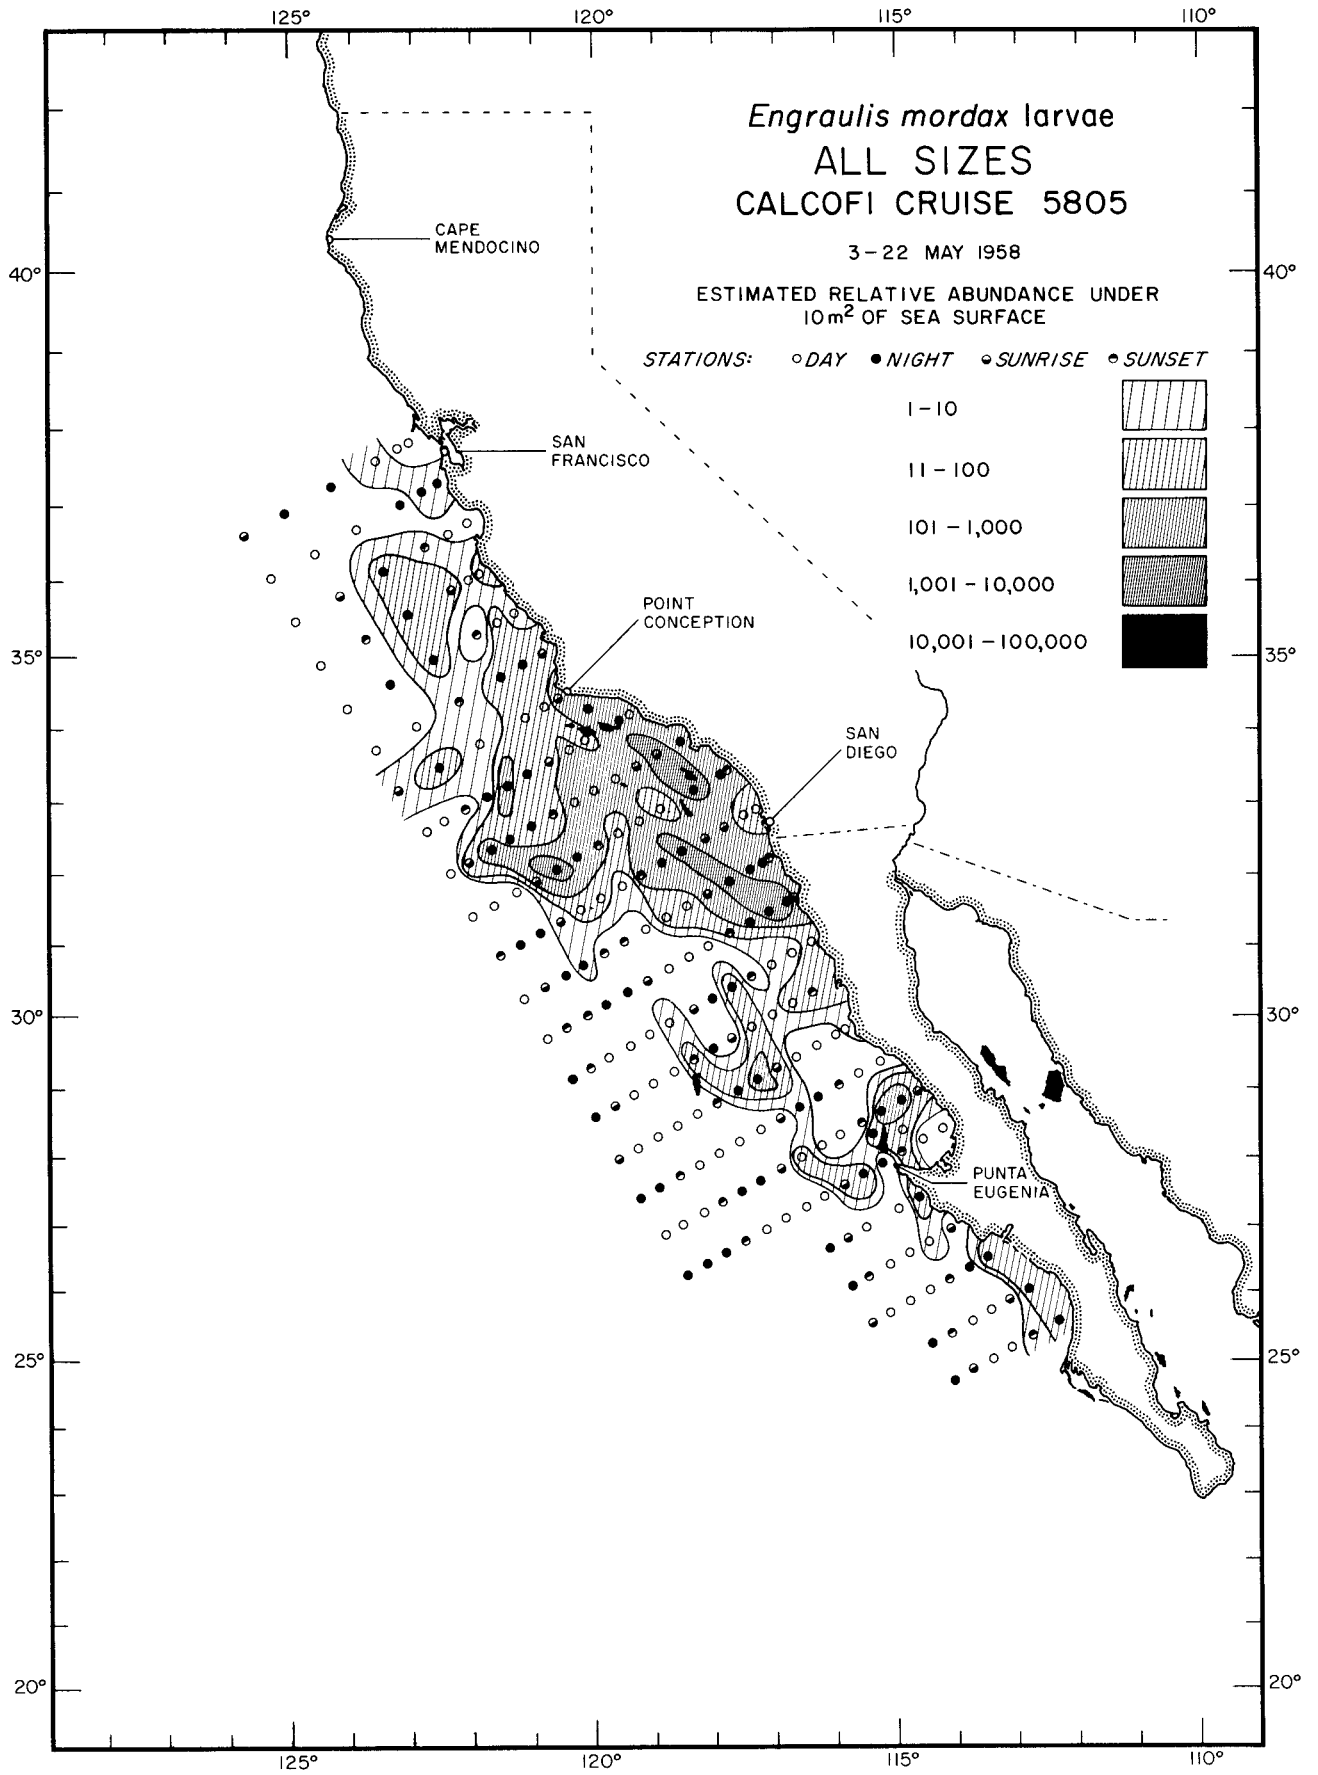 125° 120° 115° 110°
Engraulis mordax larvae
ALL SIZES
CALCOFI CRUISE 5805
3-22 MAY 1958
ESTIMATED RELATIVE ABUNDANCE UNDER
10m² OF SEA SURFACE
STATIONS: DAY NIGHT SUNRISE SUNSET
1-10
11-100
101-1,000
1,001-10,000
10,001-100,000
CAPE
MENDOCINO
40° 40°
SAN
FRANCISCO
POINT
CONCEPTION
35° 35°
SAN
DIEGO
30° 30°
PUNTA
EUGENIA
25° 25°
20° 20°
125° 120° 115° 110°